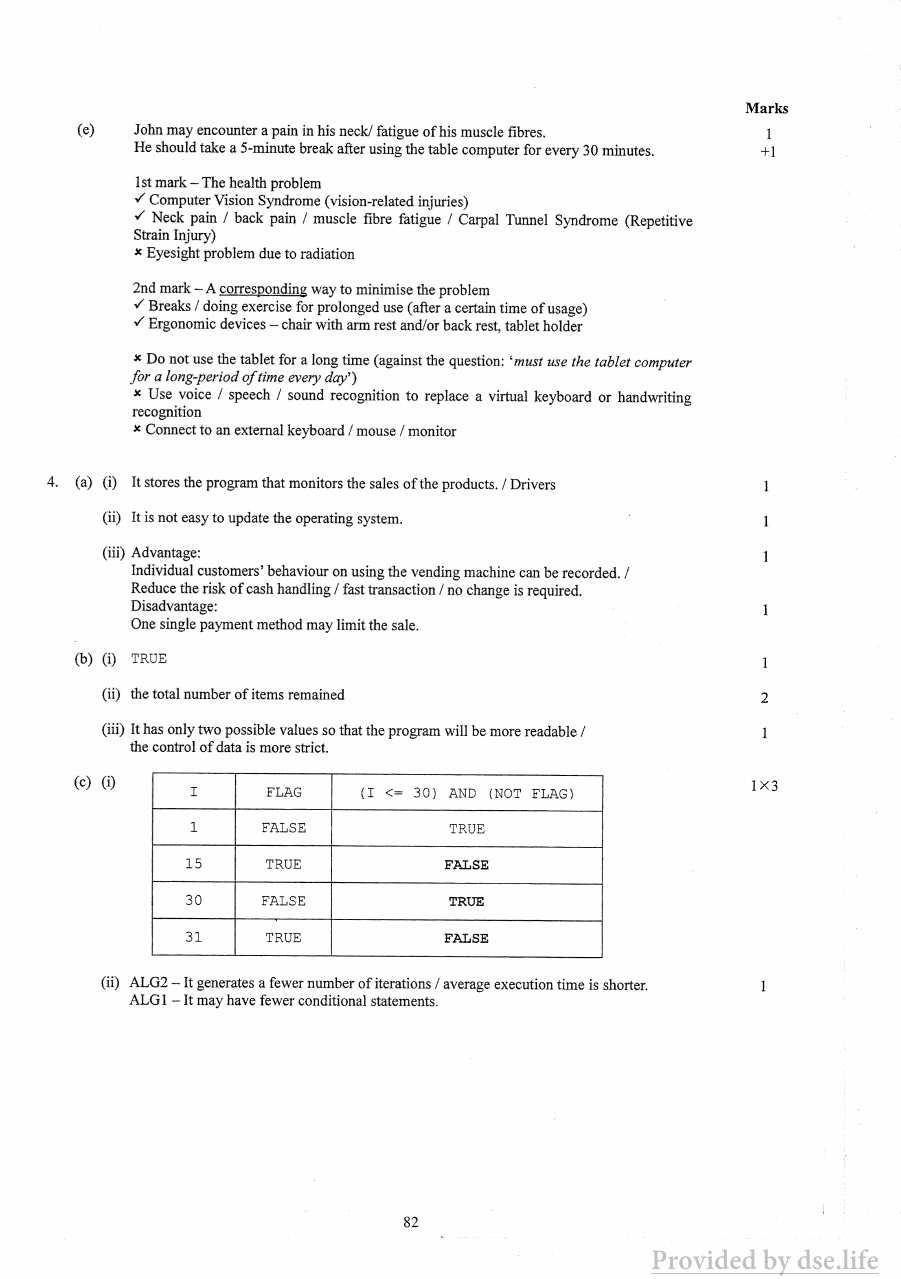 Marks
(e) John may encounter a pain in his neck/ fatigue of his muscle fibres. 1
He should take a 5-minute break after using the table computer for every 30 minutes. +1
1st mark – The health problem
✓ Computer Vision Syndrome (vision-related injuries)
✓ Neck pain / back pain / muscle fibre fatigue / Carpal Tunnel Syndrome (Repetitive
Strain Injury)
× Eyesight problem due to radiation
2nd mark – A corresponding way to minimise the problem
✓ Breaks / doing exercise for prolonged use (after a certain time of usage)
✓ Ergonomic devices – chair with arm rest and/or back rest, tablet holder
× Do not use the tablet for a long time (against the question: ‘must use the tablet computer
for a long-period of time every day’)
× Use voice / speech / sound recognition to replace a virtual keyboard or handwriting
recognition
× Connect to an external keyboard / mouse / monitor
4. (a) (i) It stores the program that monitors the sales of the products. / Drivers 1
(ii) It is not easy to update the operating system. 1
(iii) Advantage: 1
Individual customers’ behaviour on using the vending machine can be recorded. /
Reduce the risk of cash handling / fast transaction / no change is required.
Disadvantage: 1
One single payment method may limit the sale.
(b) (i) TRUE 1
(ii) the total number of items remained 2
(iii) It has only two possible values so that the program will be more readable / 1
the control of data is more strict.
(c) (i) 1×3
I FLAG (I <= 30) AND (NOT FLAG)
1 FALSE TRUE
15 TRUE FALSE
30 FALSE TRUE
31 TRUE FALSE
(ii) ALG2 – It generates a fewer number of iterations / average execution time is shorter. 1
ALG1 – It may have fewer conditional statements.
82
Provided by dse.life